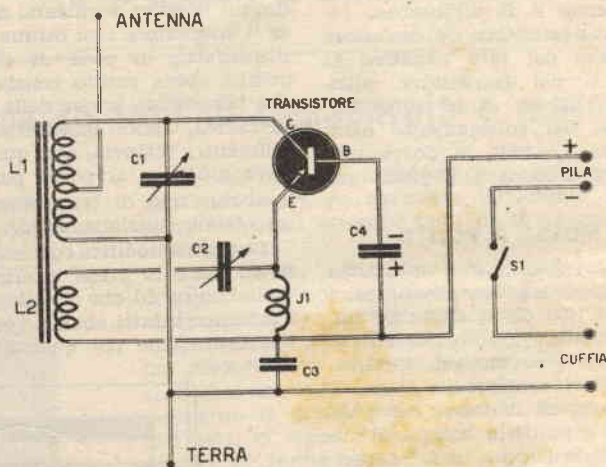 ANTENNA
TRANSISTORE
C
B
E
L1
C1
+
PILA
-
C2
C4
-
+
S1
L2
J1
C3
CUFFIA
TERRA